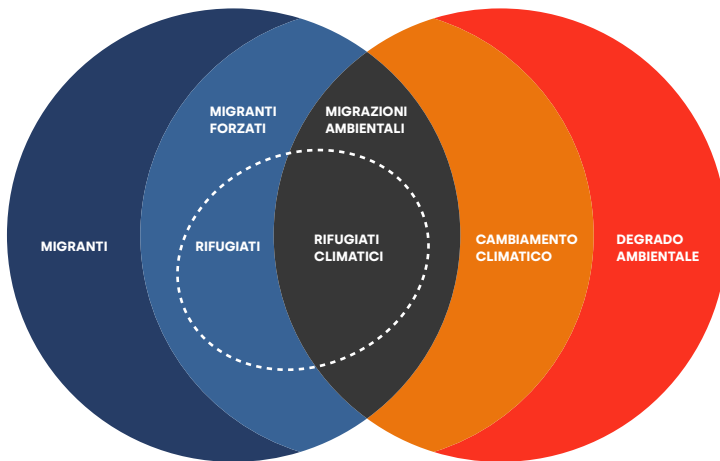 MIGRANTI
FORZATI
MIGRAZIONI
AMBIENTALI
MIGRANTI
RIFUGIATI
RIFUGIATI
CLIMATICI
CAMBIAMENTO
CLIMATICO
DEGRADO
AMBIENTALE